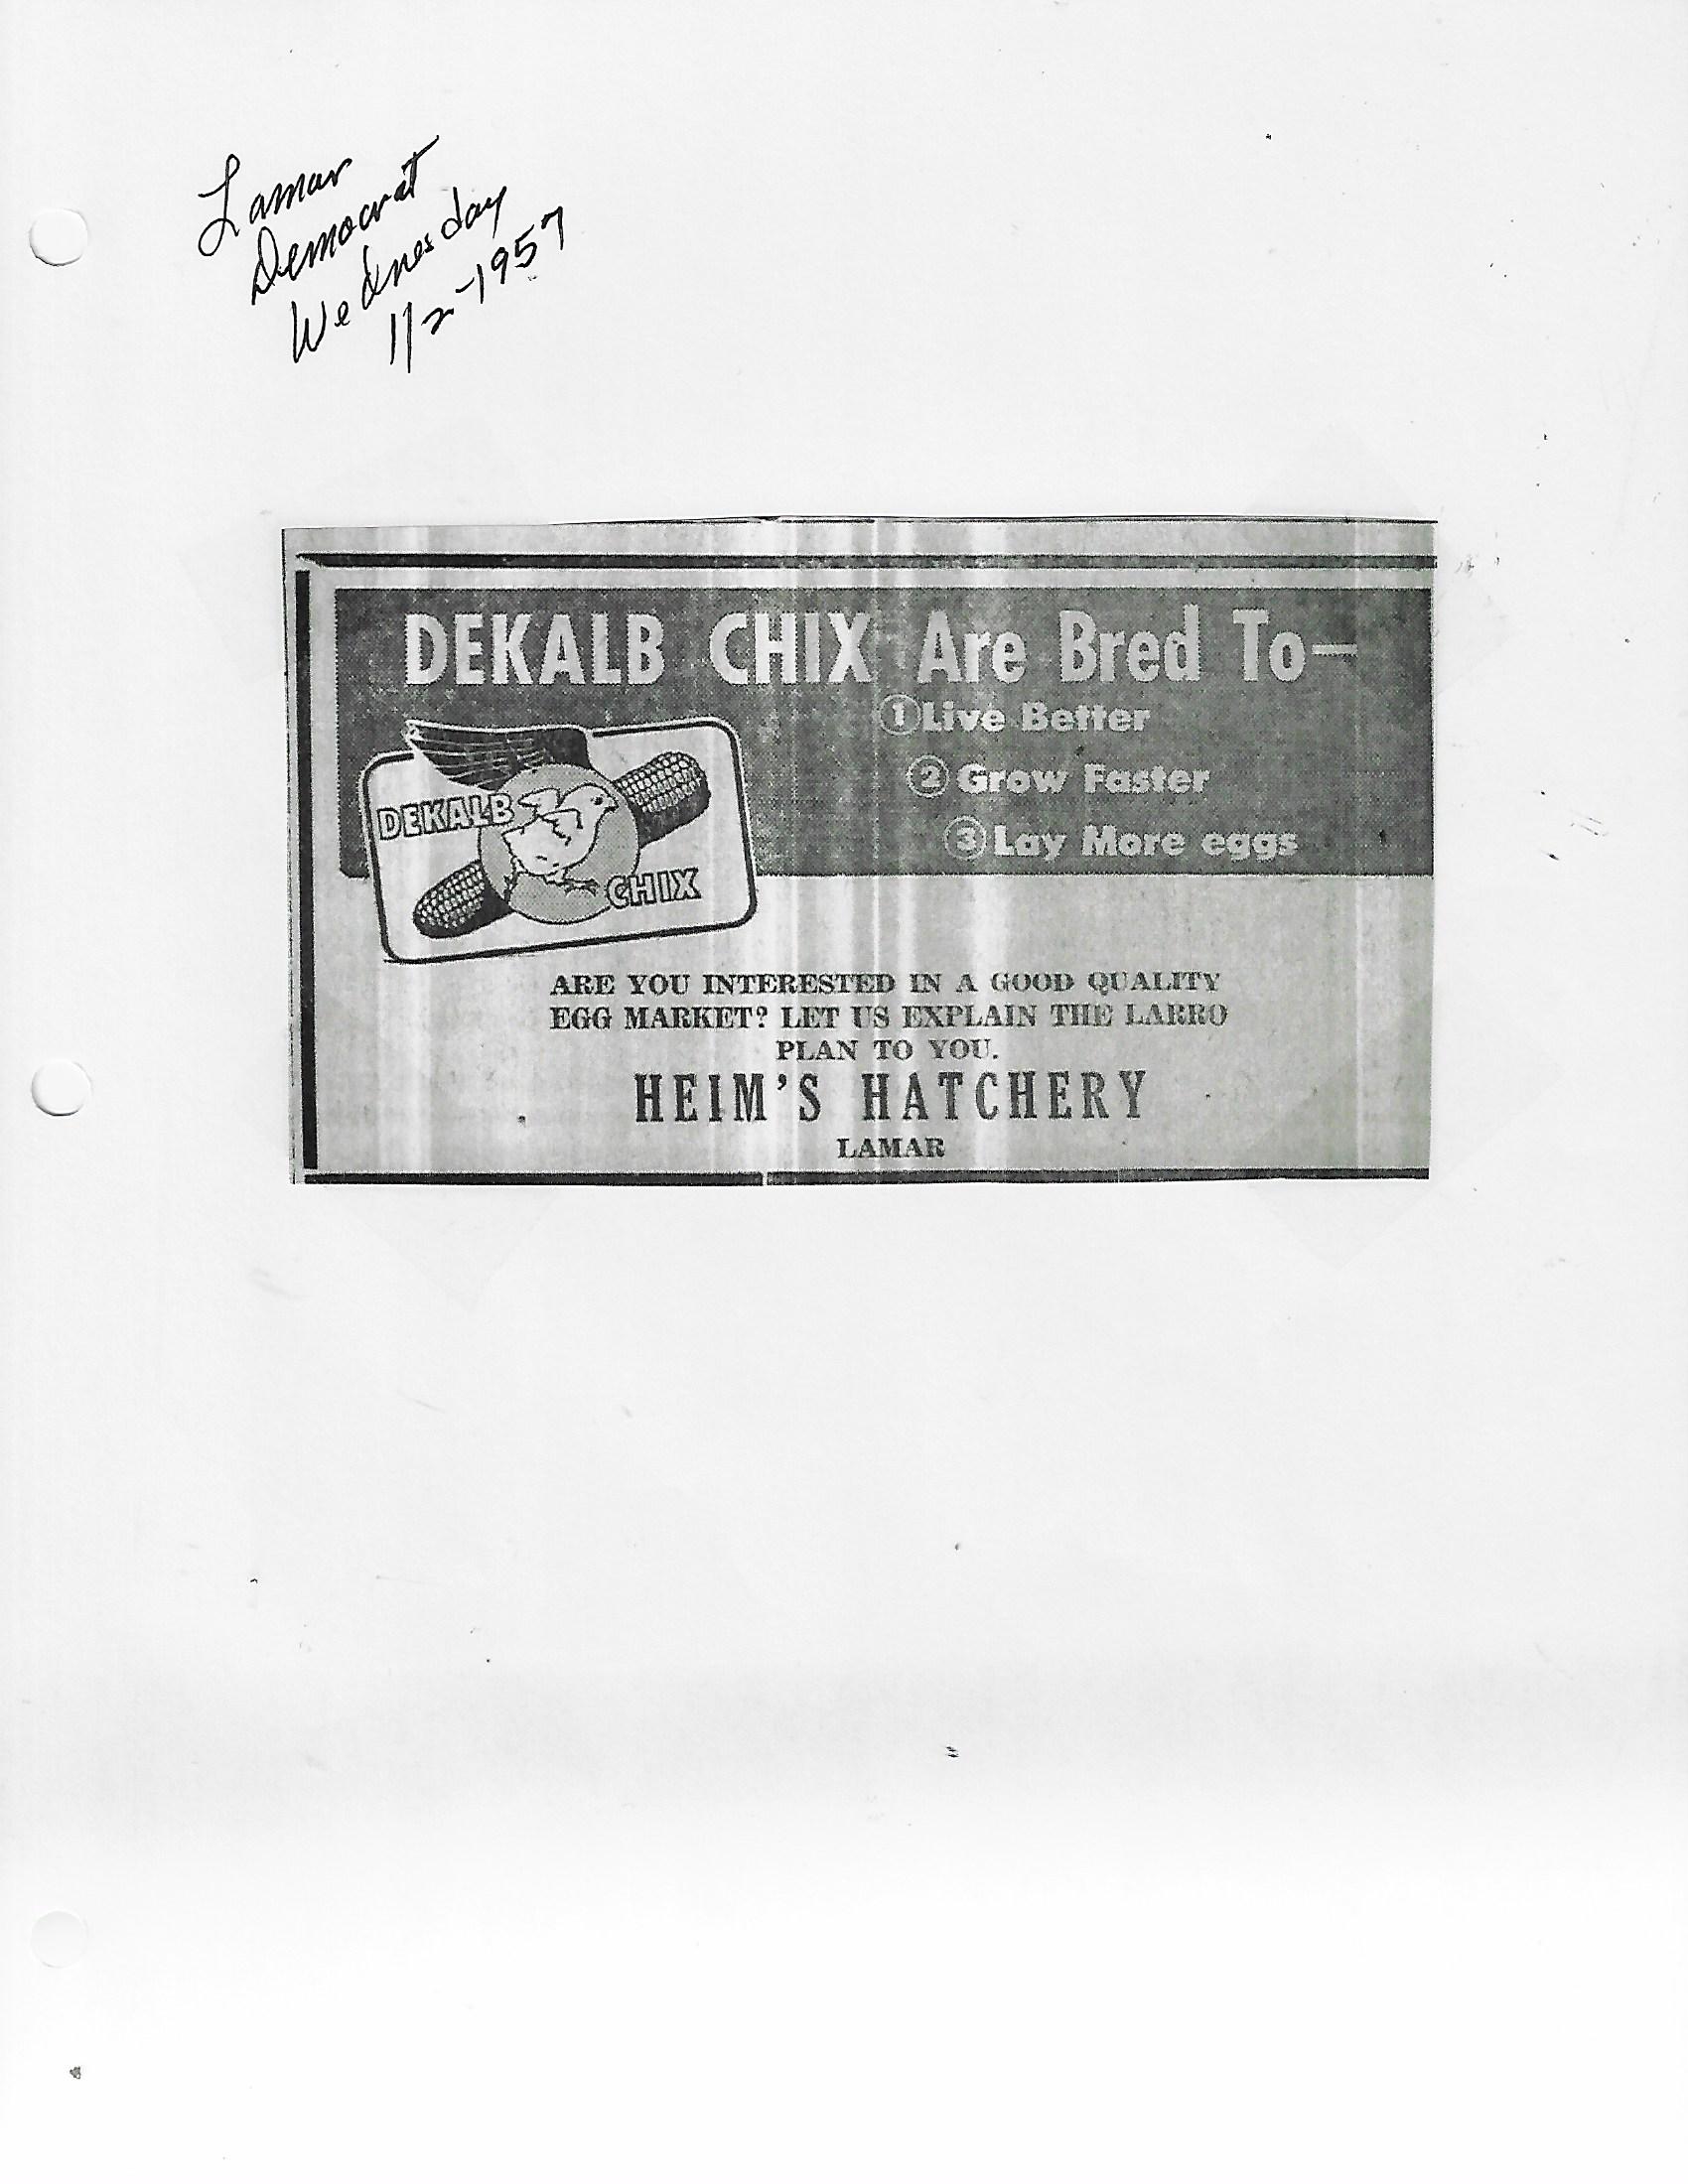 Lamar
Democrat
Wednesday
1/2-1957
DEKALB CHIX Are Bred To—
①Live Better
②Grow Faster
③Lay More eggs
DEKALB
CHIX
ARE YOU INTERESTED IN A GOOD QUALITY
EGG MARKET? LET US EXPLAIN THE LARRO
PLAN TO YOU.
HEIM'S HATCHERY
LAMAR